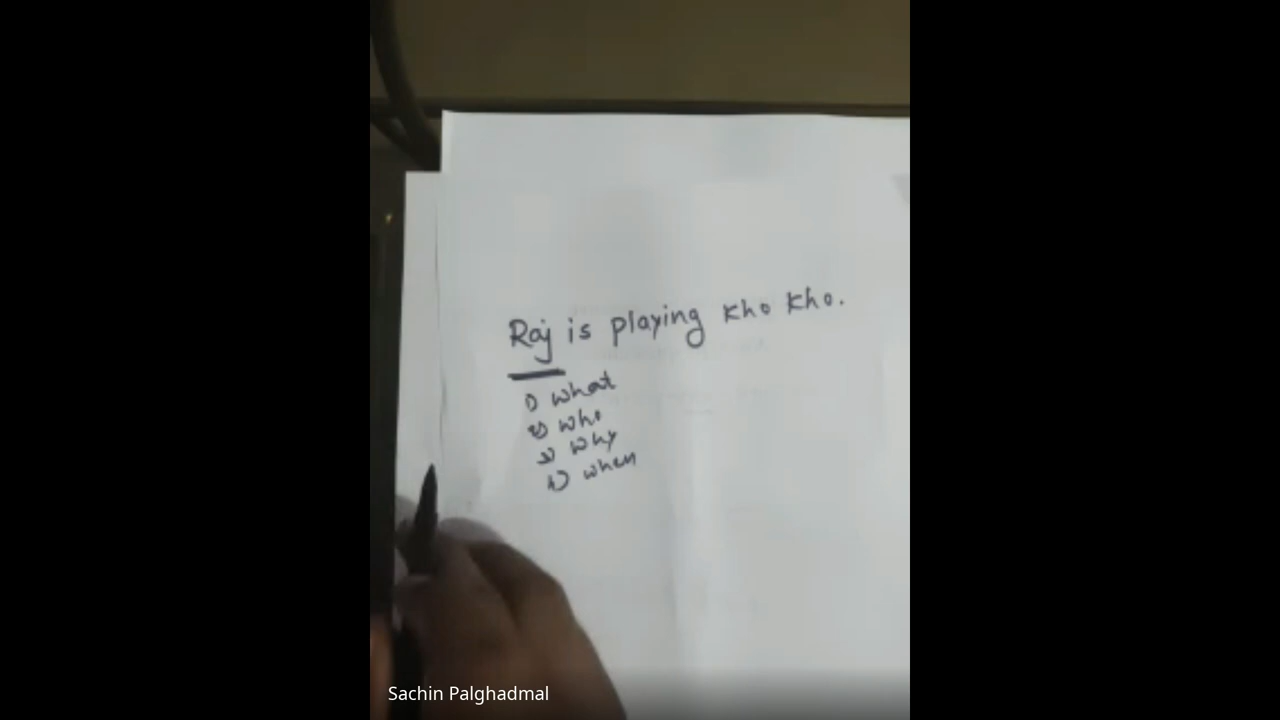 Raj is playing Kho Kho.
1) what
2) who
3) why
4) when
Sachin Palghadmal